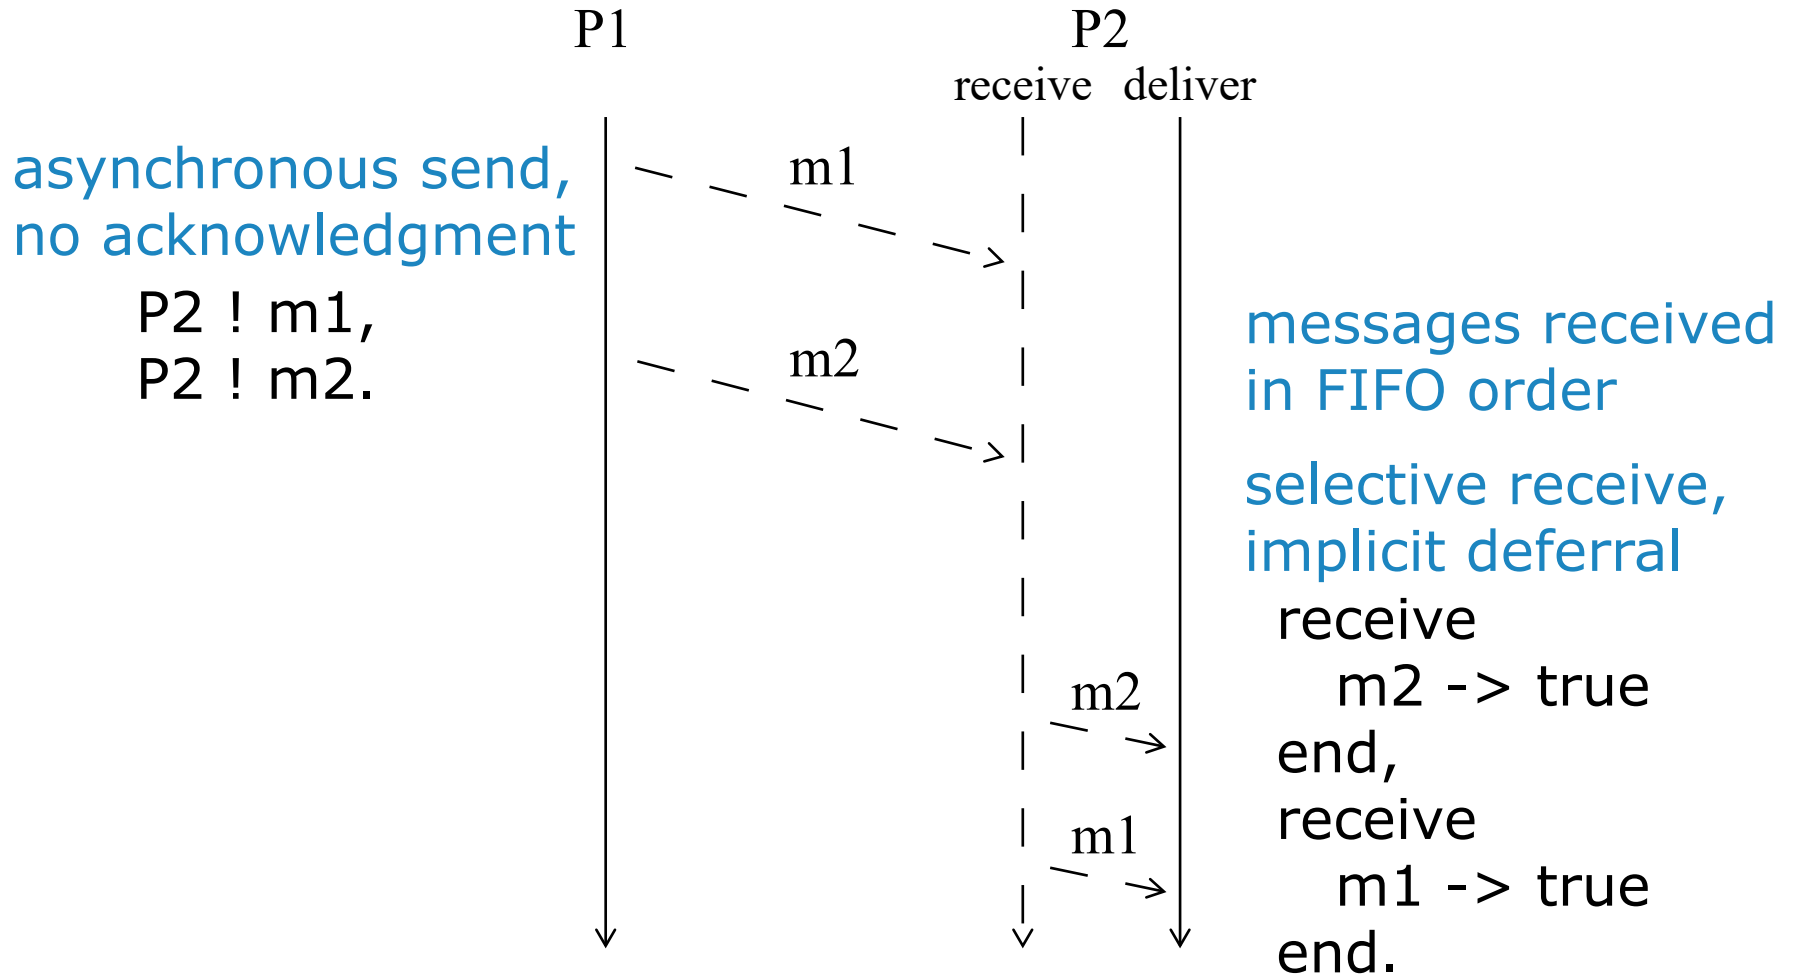 P1
P2
receive deliver
asynchronous send,
no acknowledgment
P2 ! m1,
P2 ! m2.
m1
m2
messages received
in FIFO order
selective receive,
implicit deferral
receive
m2 -> true
end,
receive
m1 -> true
end.
m2
m1